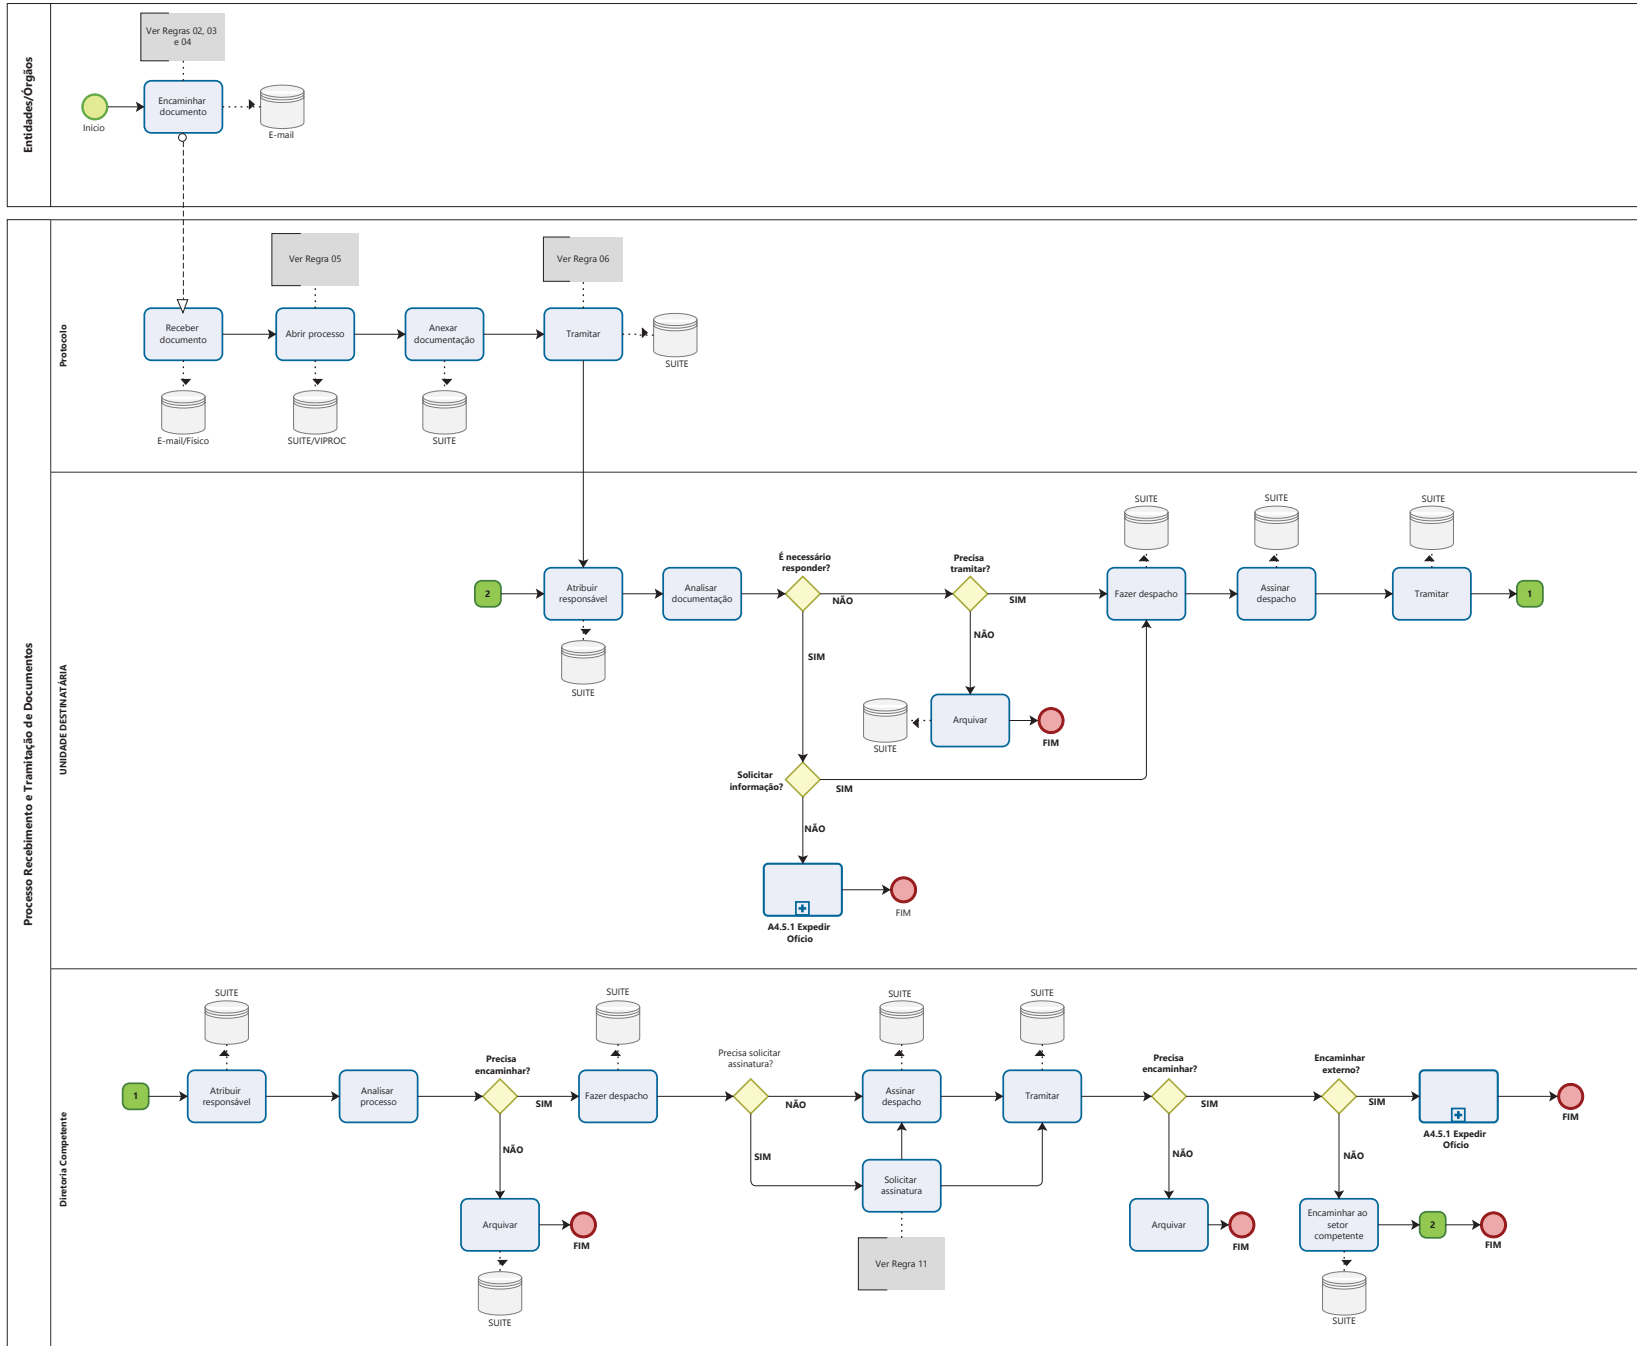 Entidades/Órgãos
Ver Regras 02, 03
e 04
Início
Encaminhar
documento
E-mail
Processo Recebimento e Tramitação de Documentos
Protocolo
Ver Regra 05
Ver Regra 06
Receber
documento
Abrir processo
Anexar
documentação
Tramitar
SUITE
E-mail/Físico
SUITE/VIPROC
SUITE
UNIDADE DESTINATÁRIA
SUITE
SUITE
SUITE
É necessário
responder?
Precisa
tramitar?
2
Atribuir
responsável
Analisar
documentação
NÃO
SIM
Fazer despacho
Assinar
despacho
Tramitar
1
NÃO
SIM
SUITE
Arquivar
SUITE
FIM
Solicitar
informação?
SIM
NÃO
A4.5.1 Expedir
Ofício
FIM
Diretoria Competente
SUITE
SUITE
SUITE
SUITE
Precisa
encaminhar?
Precisa solicitar
assinatura?
Precisa
encaminhar?
Encaminhar
externo?
1
Atribuir
responsável
Analisar
processo
SIM
Fazer despacho
NÃO
Assinar
despacho
Tramitar
SIM
SIM
A4.5.1 Expedir
Ofício
FIM
NÃO
SIM
NÃO
NÃO
Solicitar
assinatura
Arquivar
FIM
Arquivar
FIM
Encaminhar ao
setor
competente
2
FIM
Ver Regra 11
SUITE
SUITE